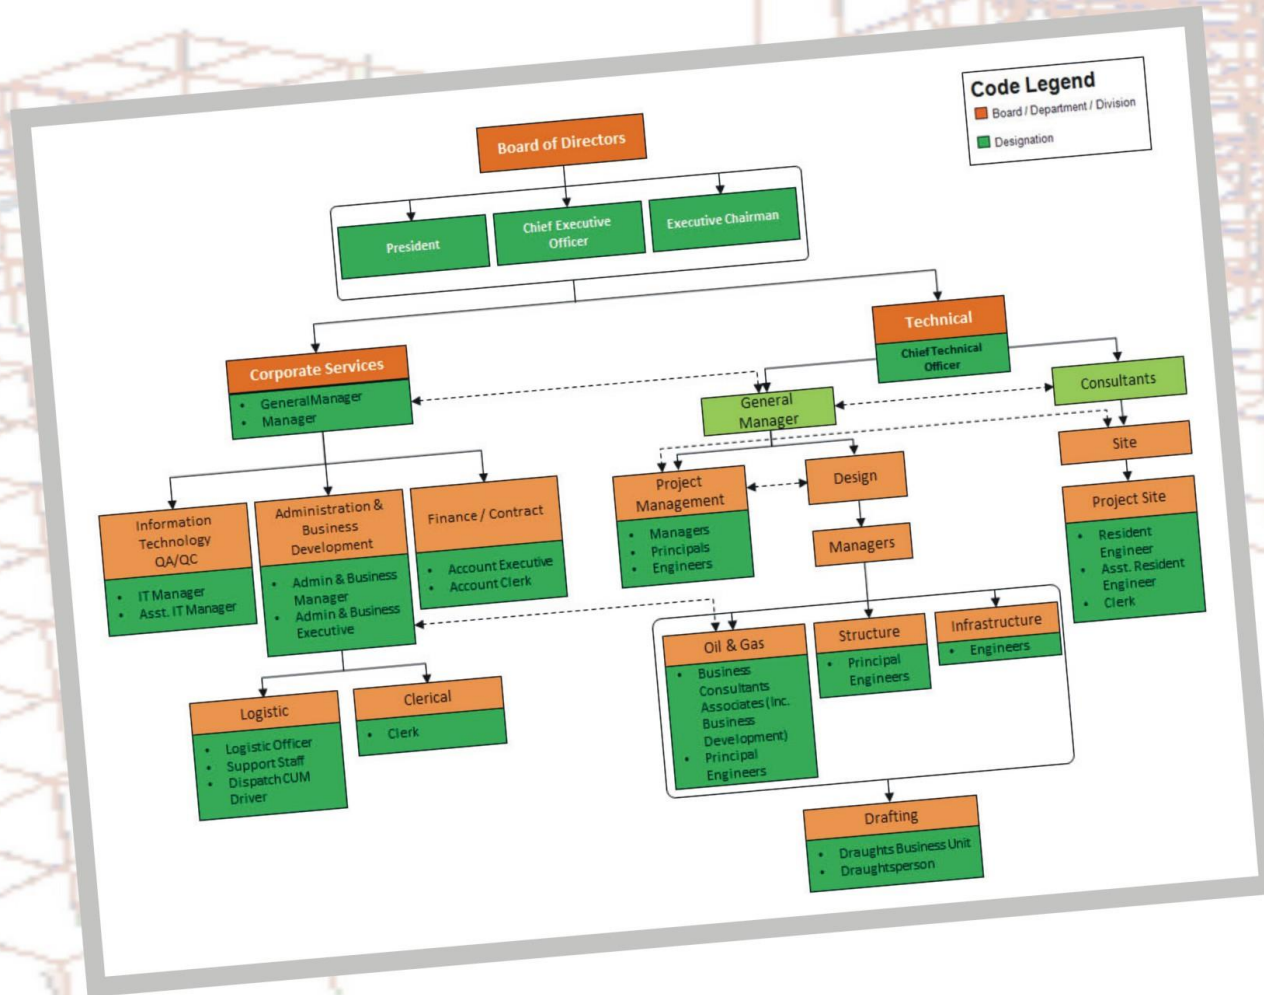 Code Legend
Board / Department / Division
Designation
Board of Directors
President
Chief Executive
Officer
Executive Chairman
Technical
Chief Technical
Officer
Corporate Services
• General Manager
• Manager
General
Manager
Consultants
Site
Project Site
• Resident
Engineer
• Asst. Resident
Engineer
• Clerk
Project
Management
• Managers
• Principals
• Engineers
Design
Managers
Information
Technology
QA/QC
• IT Manager
• Asst. IT Manager
Administration &
Business
Development
• Admin & Business
Manager
• Admin & Business
Executive
Finance / Contract
• Account Executive
• Account Clerk
Oil & Gas
• Business
Consultants
Associates (Inc.
Business
Development)
• Principal
Engineers
Structure
• Principal
Engineers
Infrastructure
• Engineers
Logistic
• Logistic Officer
• Support Staff
• Dispatch CUM
Driver
Clerical
• Clerk
Drafting
• Draughts Business Unit
• Draughtsperson